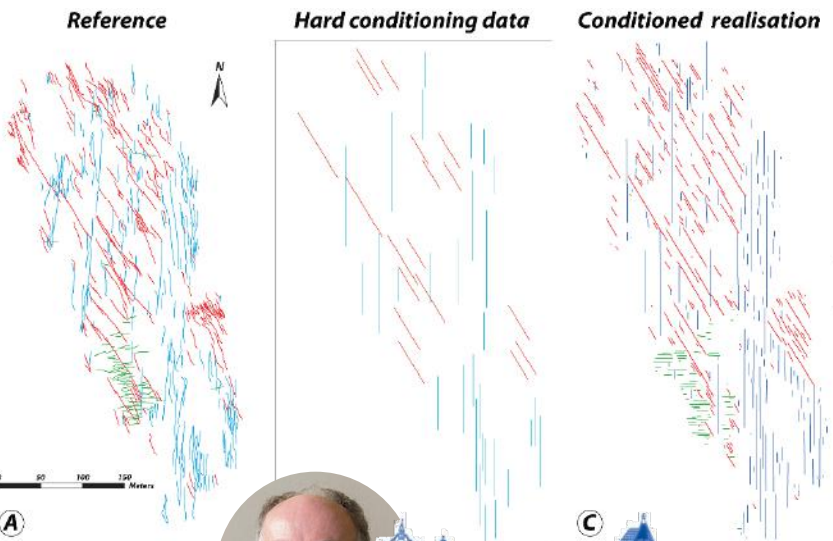 Reference
Hard conditioning data
Conditioned realisation
N
50 100 150
Meters
A
C